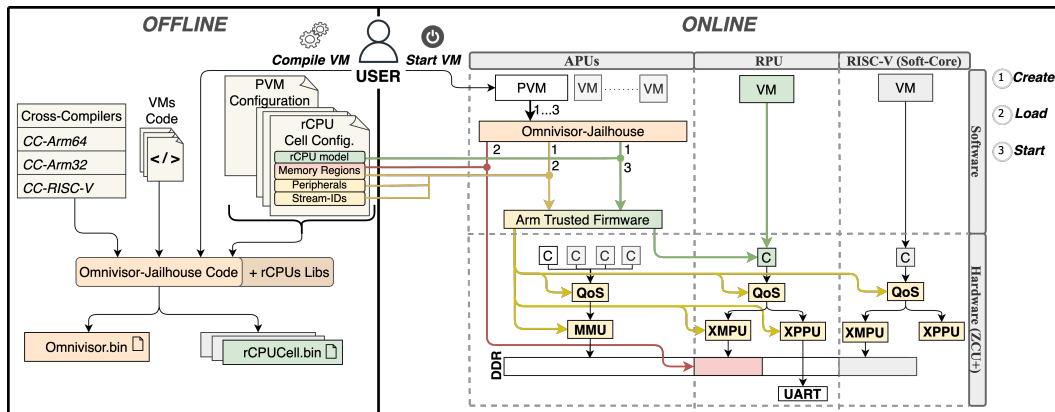 OFFLINE
ONLINE
Compile VM
Start VM
USER
Cross-Compilers
CC-Arm64
CC-Arm32
CC-RISC-V
VMs
Code
</>
PVM
Configuration
rCPU
Cell Config.
rCPU model
Memory Regions
Peripherals
Stream-IDs
Omnivisor-Jailhouse Code
+ rCPUs Libs
Omnivisor.bin
rCPUCell.bin
APUs
RPU
RISC-V (Soft-Core)
PVM
VM
VM
VM
VM
1...3
Omnivisor-Jailhouse
2
1
2
1
3
Arm Trusted Firmware
C
C
C
C
C
C
QoS
QoS
QoS
MMU
XMPU
XPPU
XMPU
XPPU
DDR
UART
Software
Hardware (ZCU+)
1 Create
2 Load
3 Start